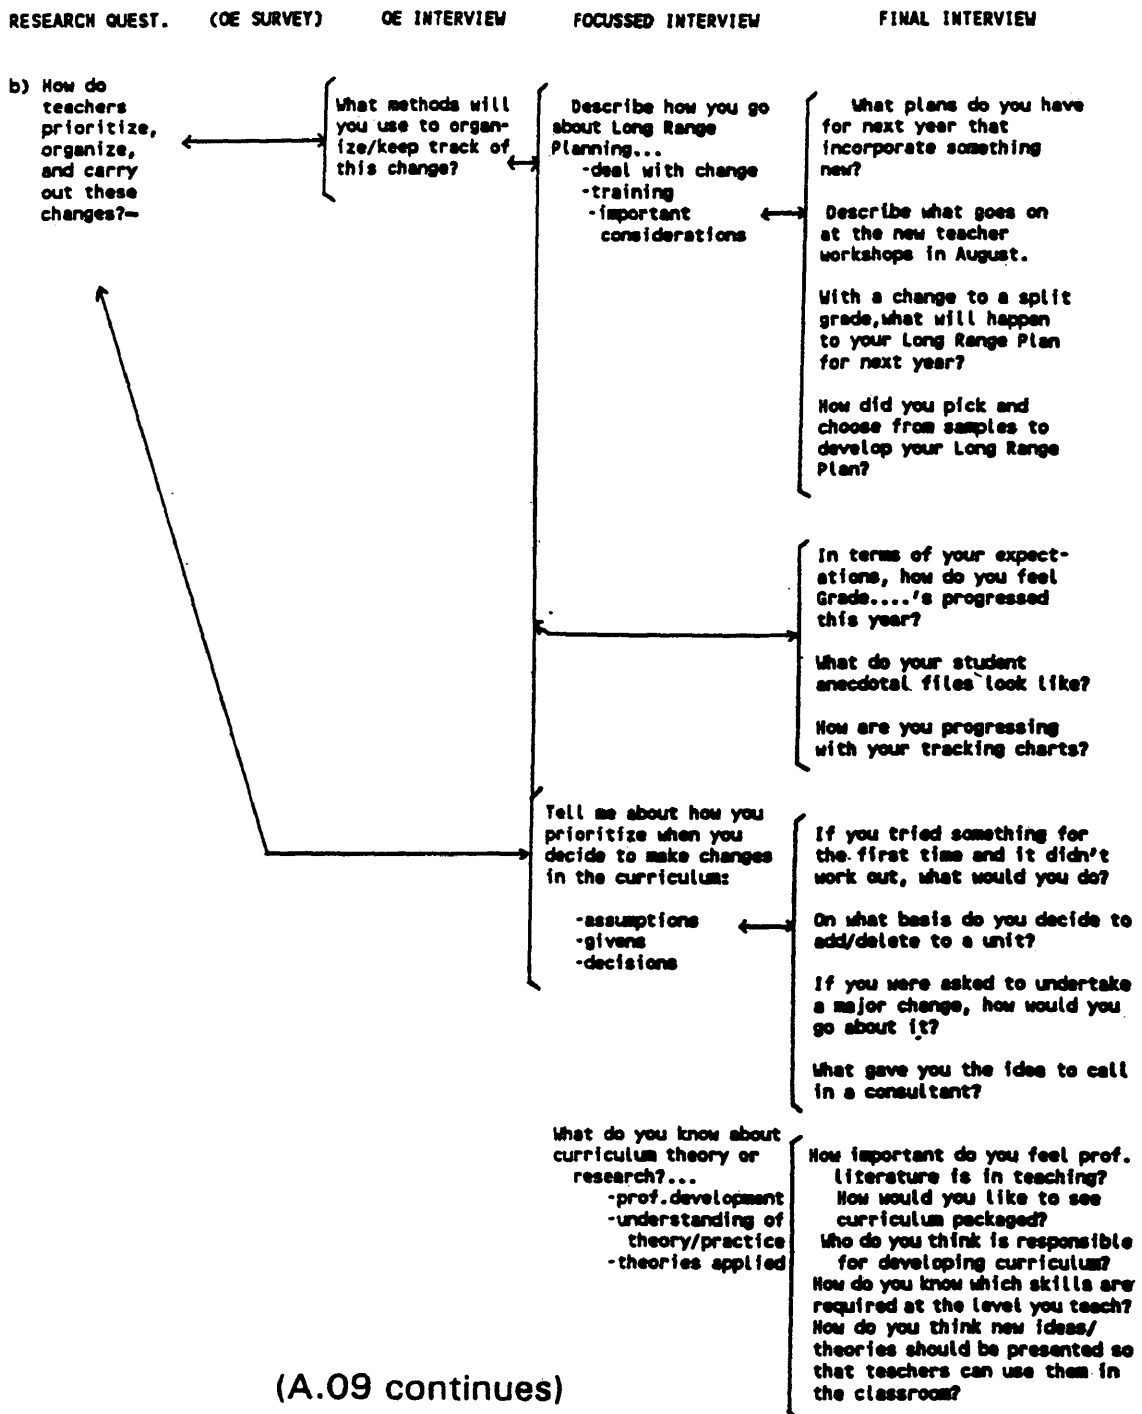 RESEARCH QUEST. (OE SURVEY) OE INTERVIEW FOCUSSED INTERVIEW FINAL INTERVIEW
b) How do
teachers
prioritize,
organize,
and carry
out these
changes?—
What methods will
you use to organ-
ize/keep track of
this change?
Describe how you go
about Long Range
Planning...
-deal with change
-training
-important
considerations
What plans do you have
for next year that
incorporate something
new?
Describe what goes on
at the new teacher
workshops in August.
With a change to a split
grade,what will happen
to your Long Range Plan
for next year?
How did you pick and
choose from samples to
develop your Long Range
Plan?
In terms of your expect-
ations, how do you feel
Grade....'s progressed
this year?
What do your student
anecdotal files look like?
How are you progressing
with your tracking charts?
Tell me about how you
prioritize when you
decide to make changes
in the curriculum:
-assumptions
-givens
-decisions
If you tried something for
the first time and it didn't
work out, what would you do?
On what basis do you decide to
add/delete to a unit?
If you were asked to undertake
a major change, how would you
go about it?
What gave you the idea to call
in a consultant?
What do you know about
curriculum theory or
research?...
-prof.development
-understanding of
theory/practice
-theories applied
How important do you feel prof.
literature is in teaching?
How would you like to see
curriculum packaged?
Who do you think is responsible
for developing curriculum?
How do you know which skills are
required at the level you teach?
How do you think new ideas/
theories should be presented so
that teachers can use them in
the classroom?
(A.09 continues)